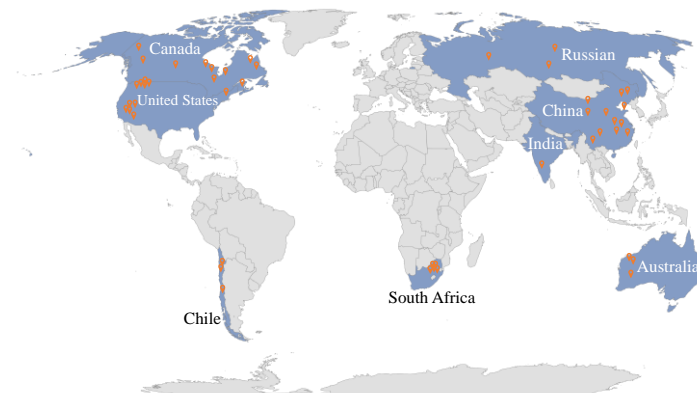 Canada
Russian
United States
China
India
Australia
South Africa
Chile